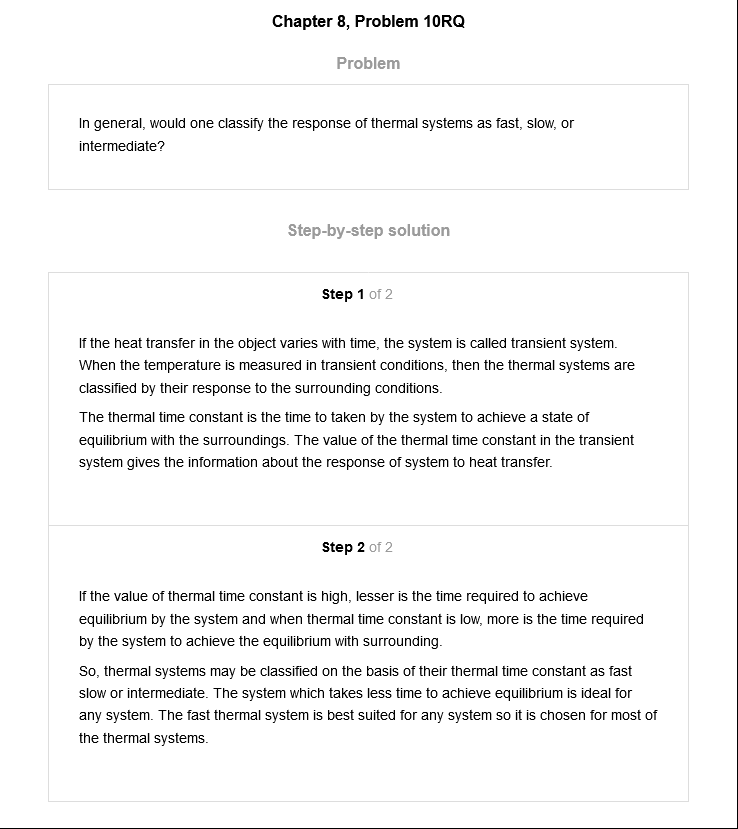 Chapter 8, Problem 10RQ
Problem
In general, would one classify the response of thermal systems as fast, slow, or
intermediate?
Step-by-step solution
Step 1 of 2
If the heat transfer in the object varies with time, the system is called transient system.
When the temperature is measured in transient conditions, then the thermal systems are
classified by their response to the surrounding conditions.
The thermal time constant is the time to taken by the system to achieve a state of
equilibrium with the surroundings. The value of the thermal time constant in the transient
system gives the information about the response of system to heat transfer.
Step 2 of 2
If the value of thermal time constant is high, lesser is the time required to achieve
equilibrium by the system and when thermal time constant is low, more is the time required
by the system to achieve the equilibrium with surrounding.
So, thermal systems may be classified on the basis of their thermal time constant as fast
slow or intermediate. The system which takes less time to achieve equilibrium is ideal for
any system. The fast thermal system is best suited for any system so it is chosen for most of
the thermal systems.